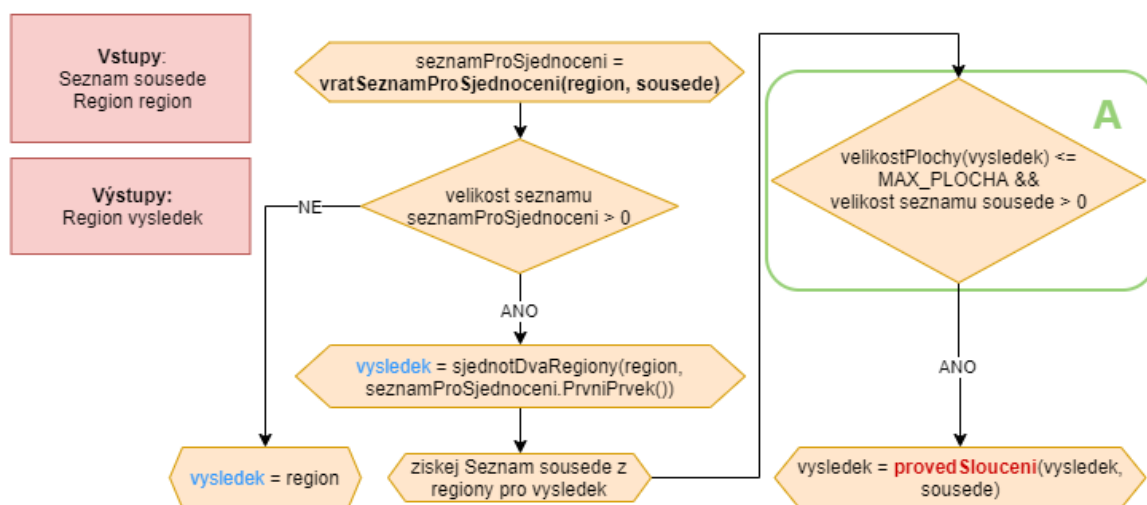 Vstupy:
Seznam sousede
Region region
Výstupy:
Region vysledek
seznamProSjednoceni =
vratSeznamProSjednoceni(region, sousede)
velikost seznamu
seznamProSjednoceni > 0
NE
ANO
vysledek = sjednotDvaRegiony(region,
seznamProSjednoceni.PrvniPrvek())
vysledek = region
ziskej Seznam sousede z
regiony pro vysledek
A
velikostPlochy(vysledek) <=
MAX_PLOCHA &&
velikost seznamu sousede > 0
ANO
vysledek = provedSlouceni(vysledek,
sousede)